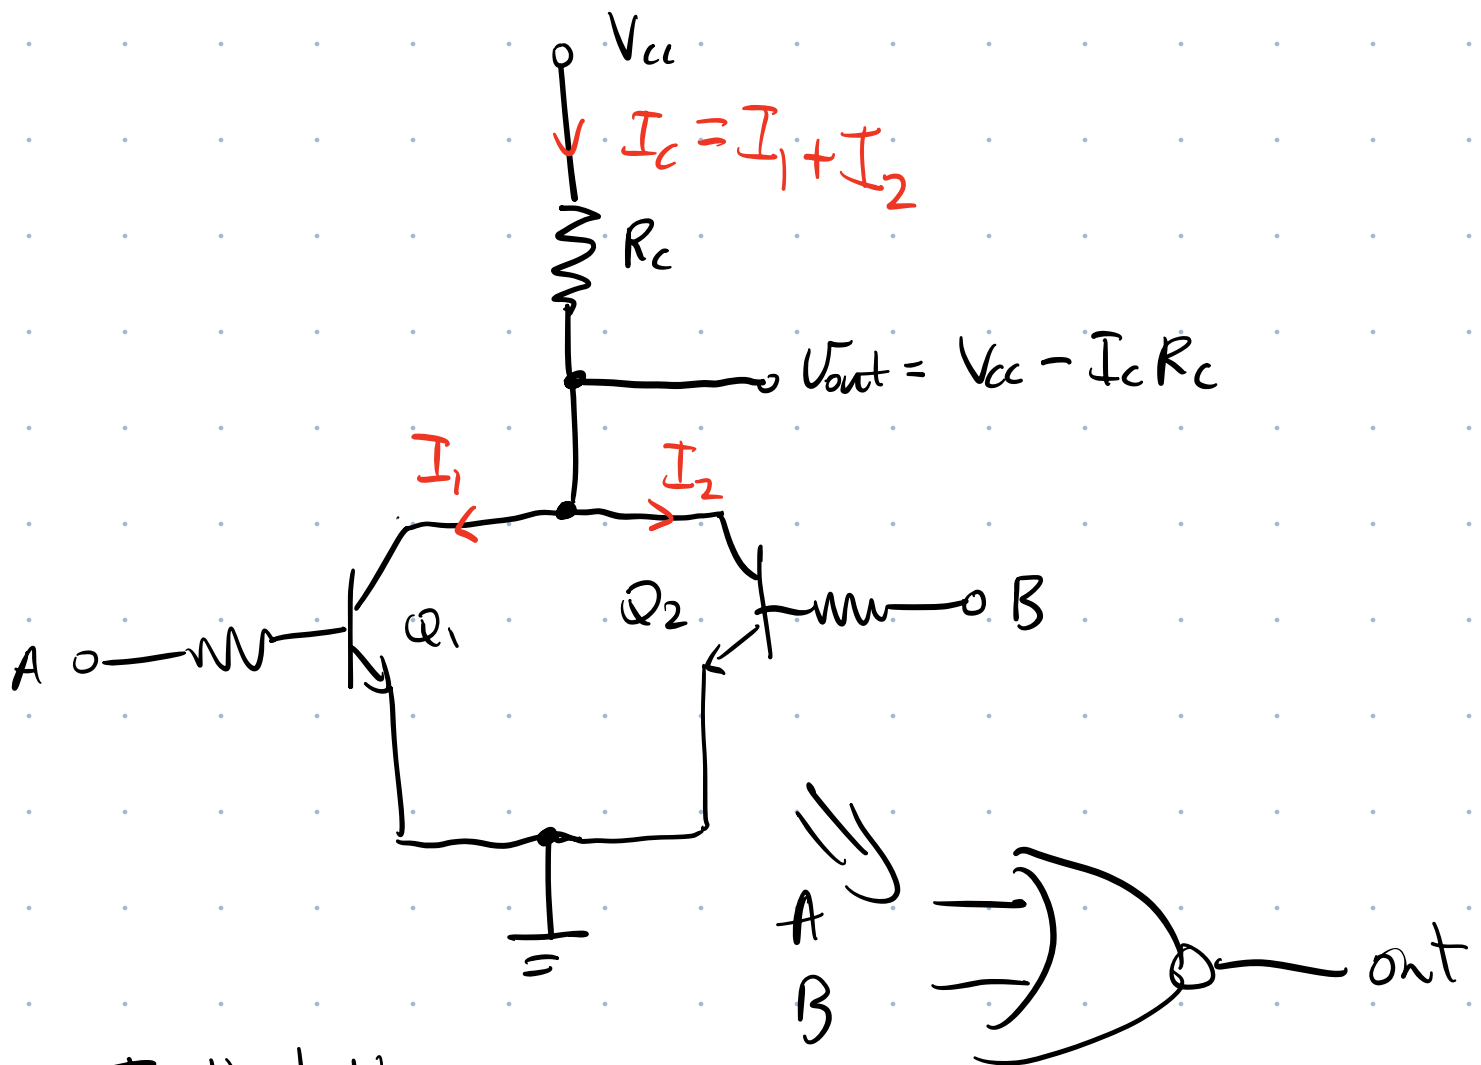 Vcc
Ic = I1 + I2
Rc
Vout = Vcc - IcRc
I1
I2
Q1
Q2
A
B
A
B
out